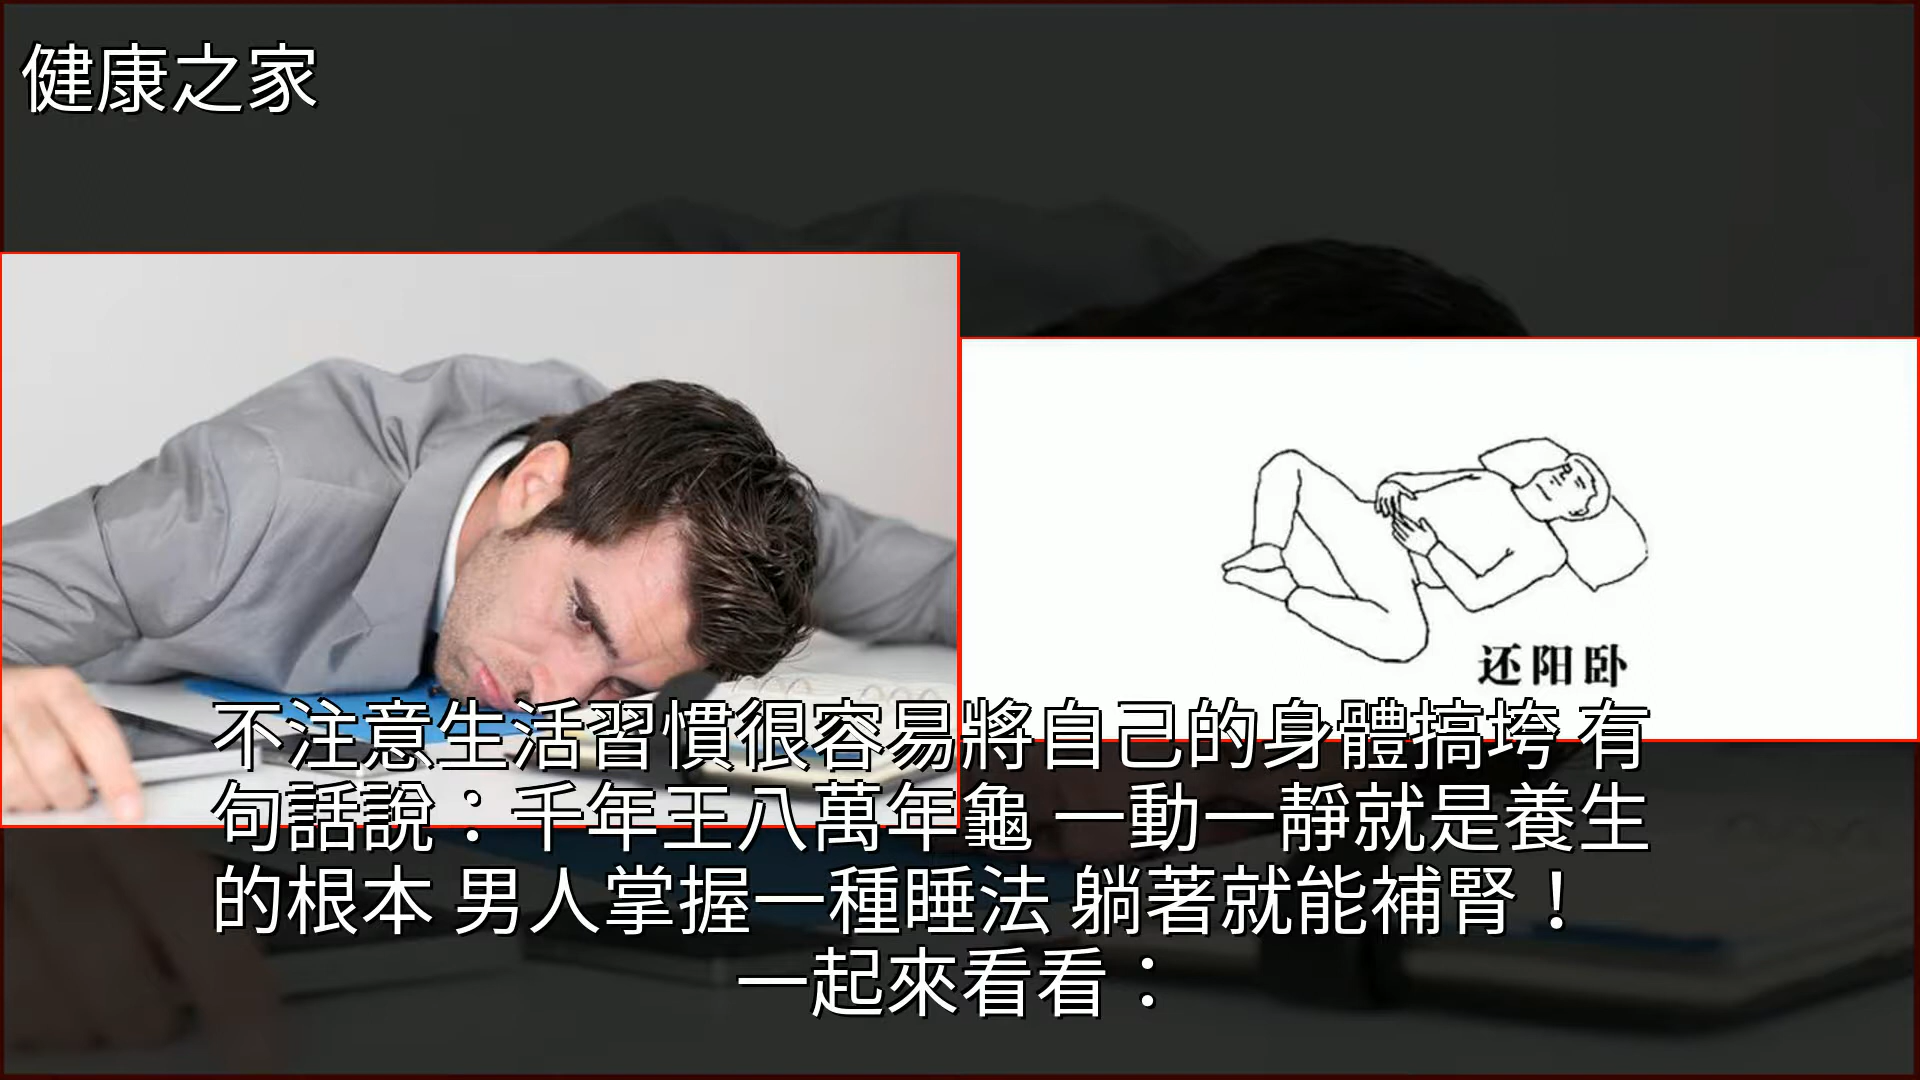 健康之家
还阳卧
不注意生活習慣很容易將自己的身體搞垮 有
句話說：千年王八萬年龜 一動一靜就是養生
的根本 男人掌握一種睡法 躺著就能補腎！
一起來看看：